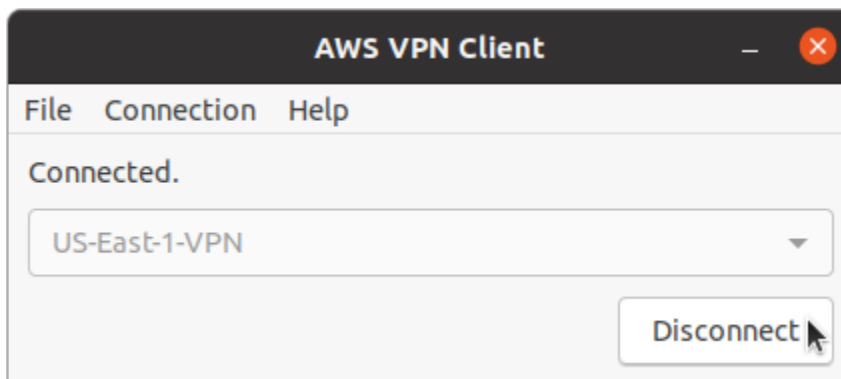 AWS VPN Client
File Connection Help
Connected.
US-East-1-VPN
Disconnect